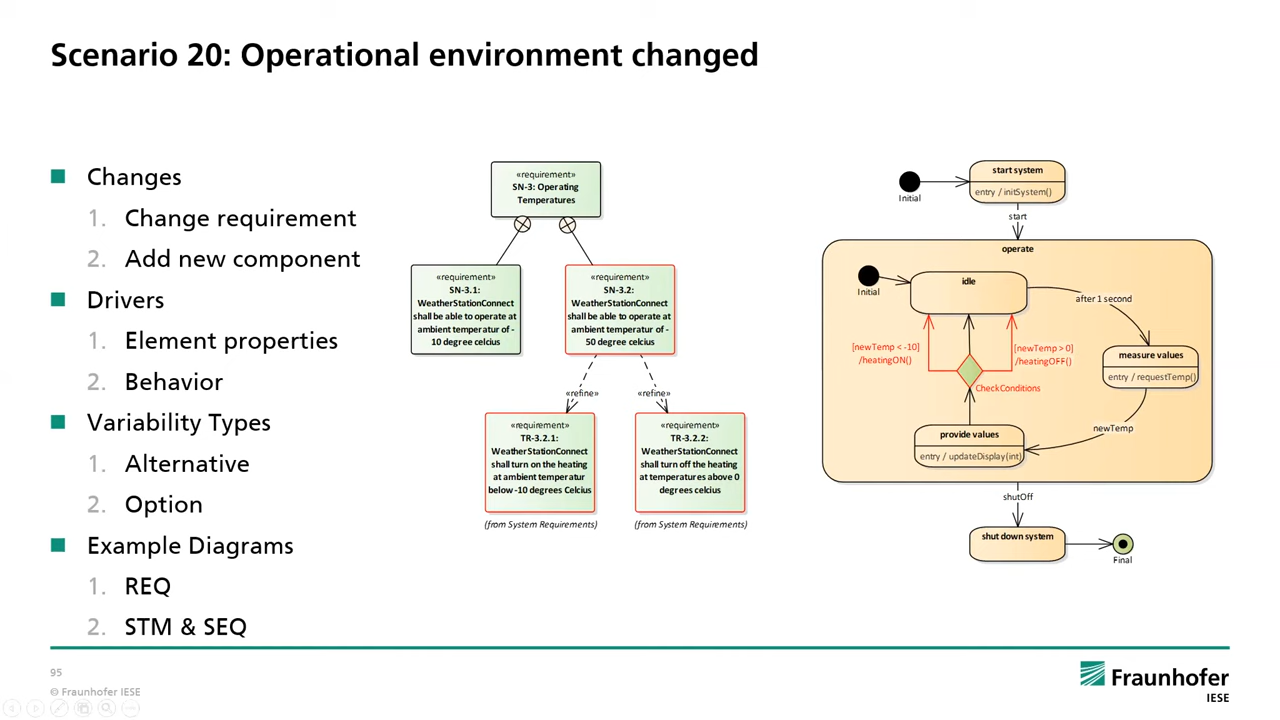 Scenario 20: Operational environment changed
Changes
1. Change requirement
2. Add new component
Drivers
1. Element properties
2. Behavior
Variability Types
1. Alternative
2. Option
Example Diagrams
1. REQ
2. STM & SEQ
«requirement»
SN-3: Operating
Temperatures
«requirement»
SN-3.1:
WeatherStationConnect
shall be able to operate at
ambient temperatur of -
10 degree celcius
«requirement»
SN-3.2:
WeatherStationConnect
shall be able to operate at
ambient temperatur of -
50 degree celcius
«refine»
«refine»
«requirement»
TR-3.2.1:
WeatherStationConnect
shall turn on the heating
at ambient temperatur
below -10 degrees Celcius
(from System Requirements)
«requirement»
TR-3.2.2:
WeatherStationConnect
shall turn off the heating
at temperatures above 0
degrees celcius
(from System Requirements)
Initial
start system
entry / initSystem()
start
operate
Initial
idle
after 1 second
[newTemp < -10]
/heatingON()
[newTemp > 0]
/heatingOFF()
measure values
entry / requestTemp()
CheckConditions
newTemp
provide values
entry / updateDisplay(int)
shutOff
shut down system
Final
95
© Fraunhofer IESE
Fraunhofer
IESE